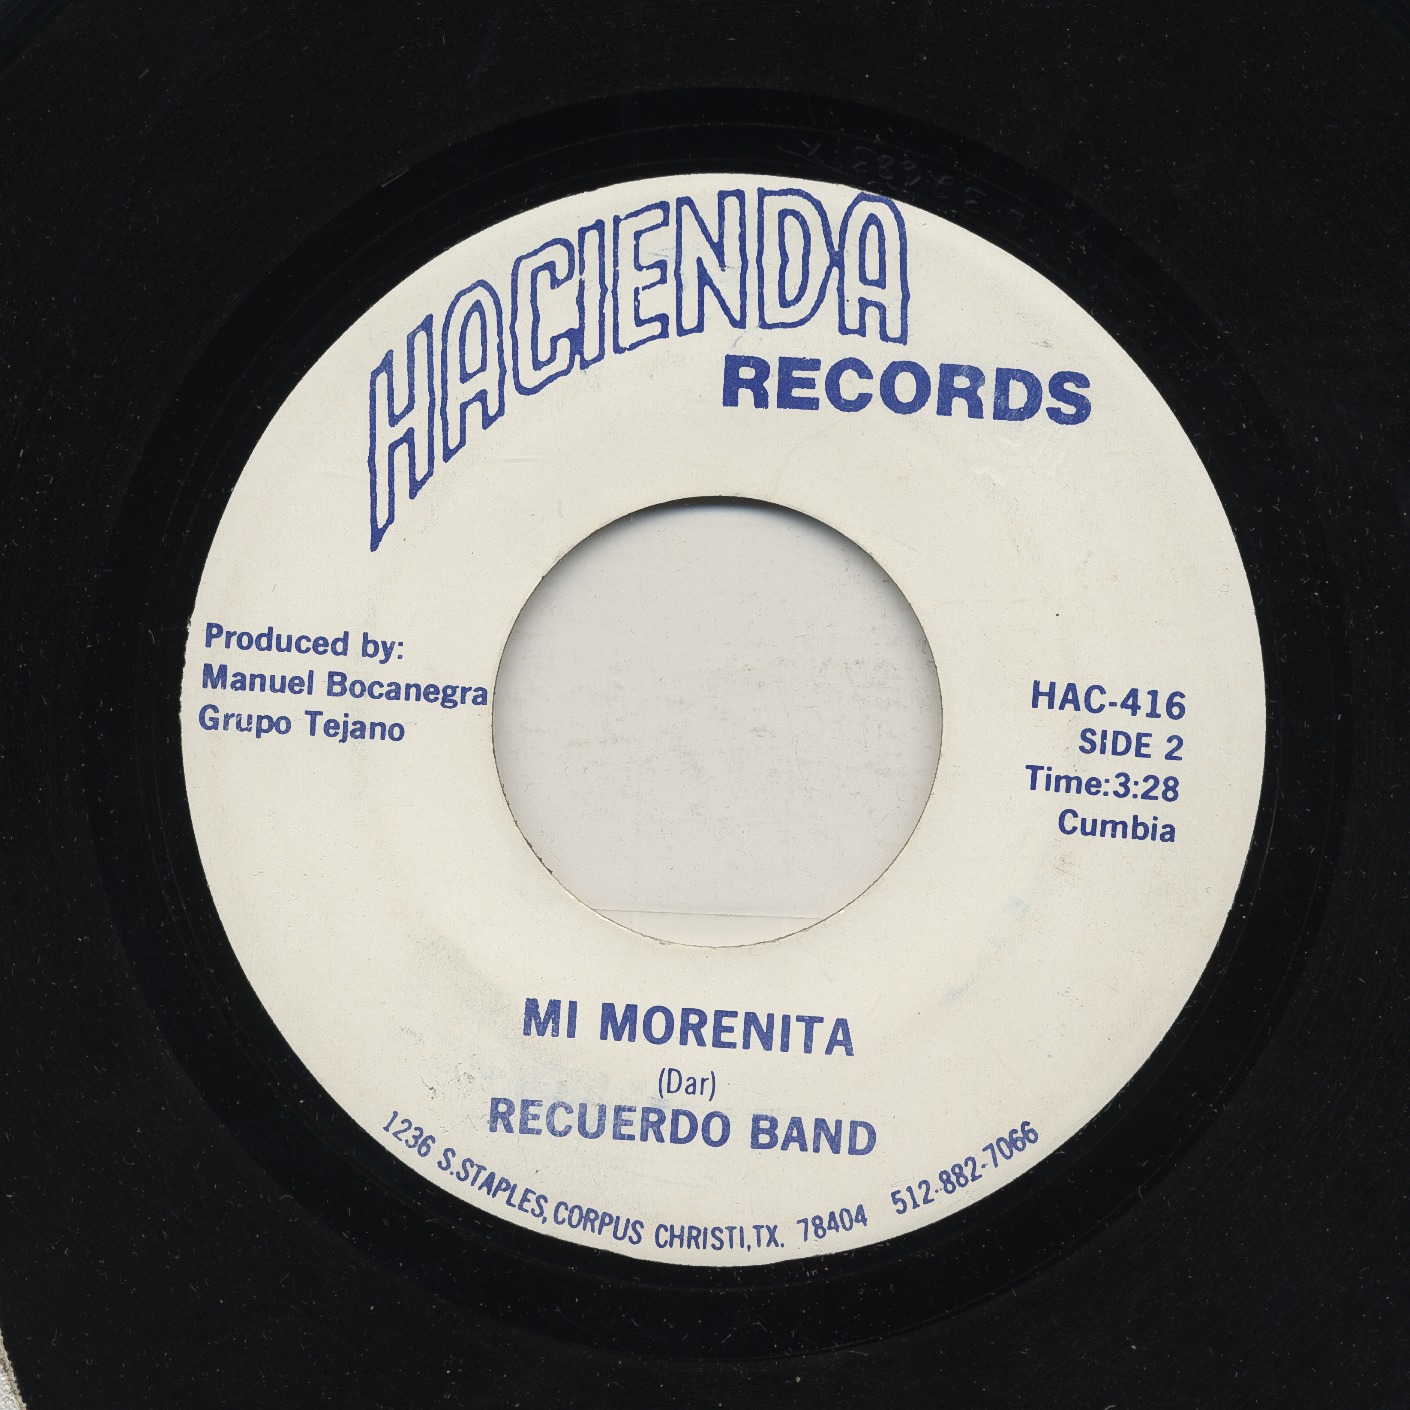 HACIENDA
RECORDS
Produced by:
Manuel Bocanegra
Grupo Tejano
HAC-416
SIDE 2
Time:3:28
Cumbia
MI MORENITA
(Dar)
RECUERDO BAND
1236 S.STAPLES, CORPUS CHRISTI,TX. 78404 512-882-7066